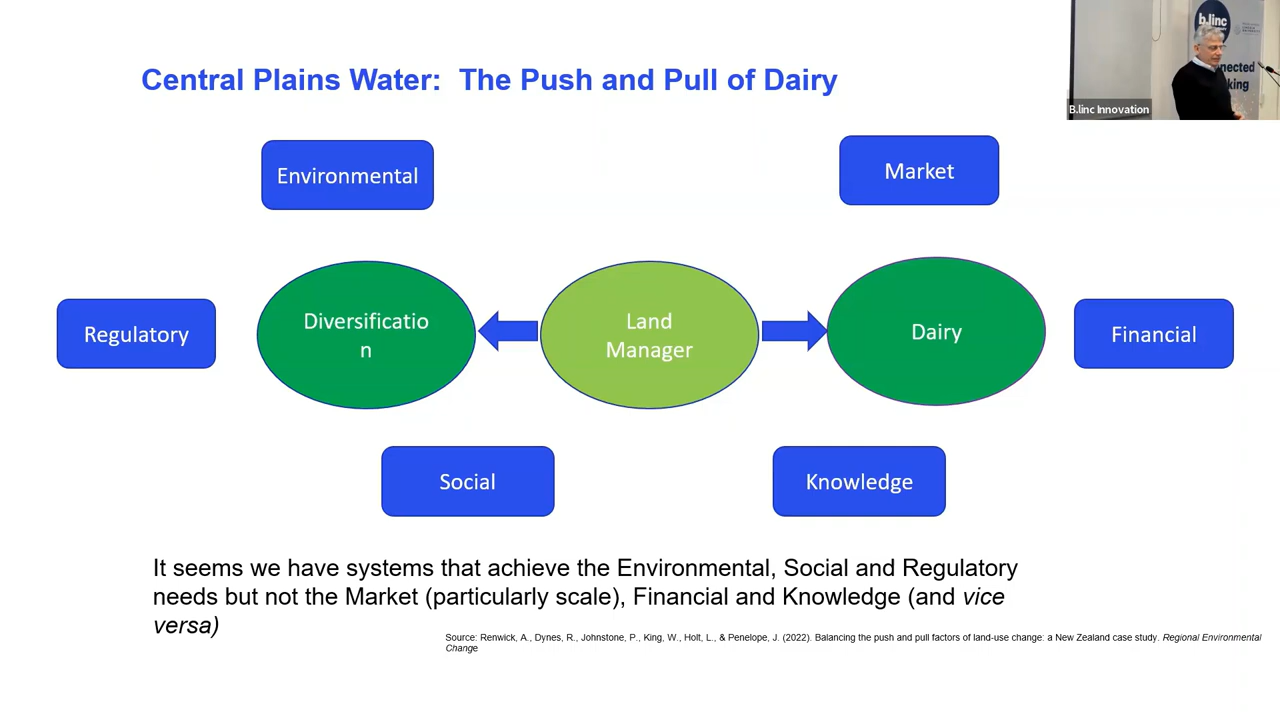 Central Plains Water: The Push and Pull of Dairy
b.linc
nected
king
B.linc Innovation
Environmental
Market
Regulatory
Diversificatio
n
Land
Manager
Dairy
Financial
Social
Knowledge
It seems we have systems that achieve the Environmental, Social and Regulatory
needs but not the Market (particularly scale), Financial and Knowledge (and vice
versa)
Source: Renwick, A., Dynes, R., Johnstone, P., King, W., Holt, L., & Penelope, J. (2022). Balancing the push and pull factors of land-use change: a New Zealand case study. Regional Environmental
Change